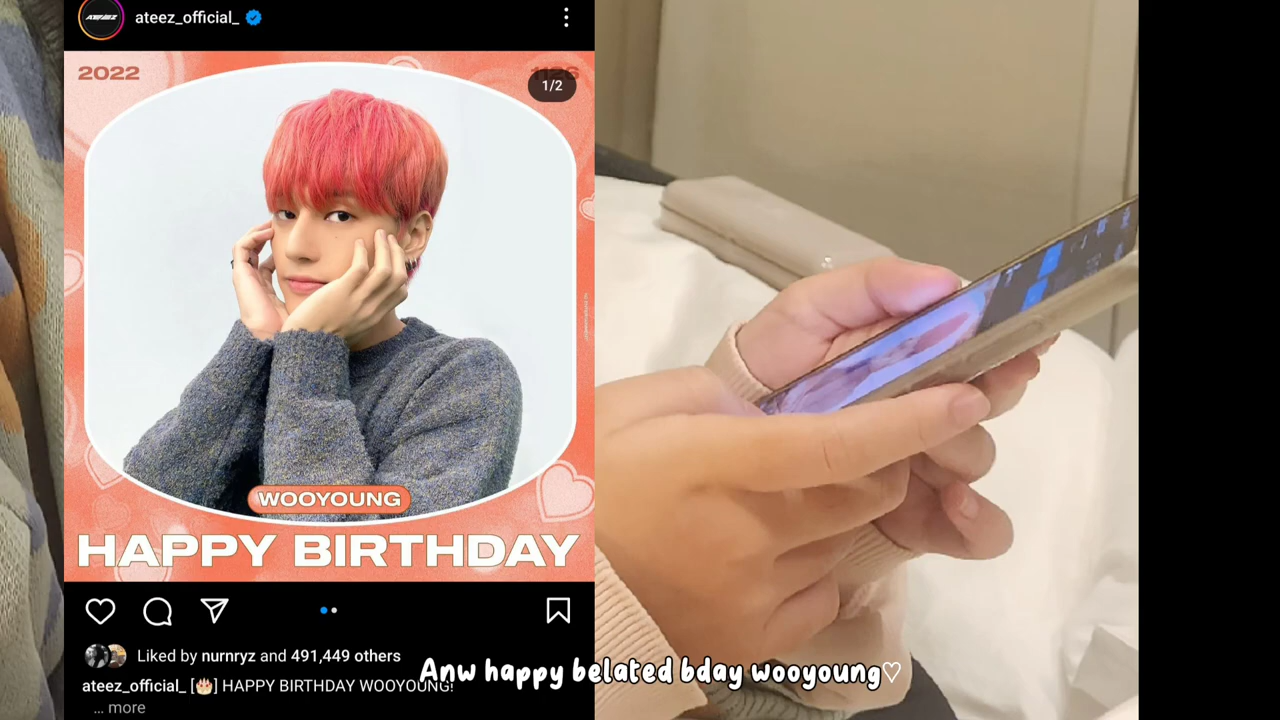 ATEEZ
ateez_official_
2022
1/2
WOOYOUNG
HAPPY BIRTHDAY
Liked by nurnryz and 491,449 others
ateez_official_ [🎂] HAPPY BIRTHDAY WOOYOUNG!
... more
Anw happy belated bday wooyoung♡